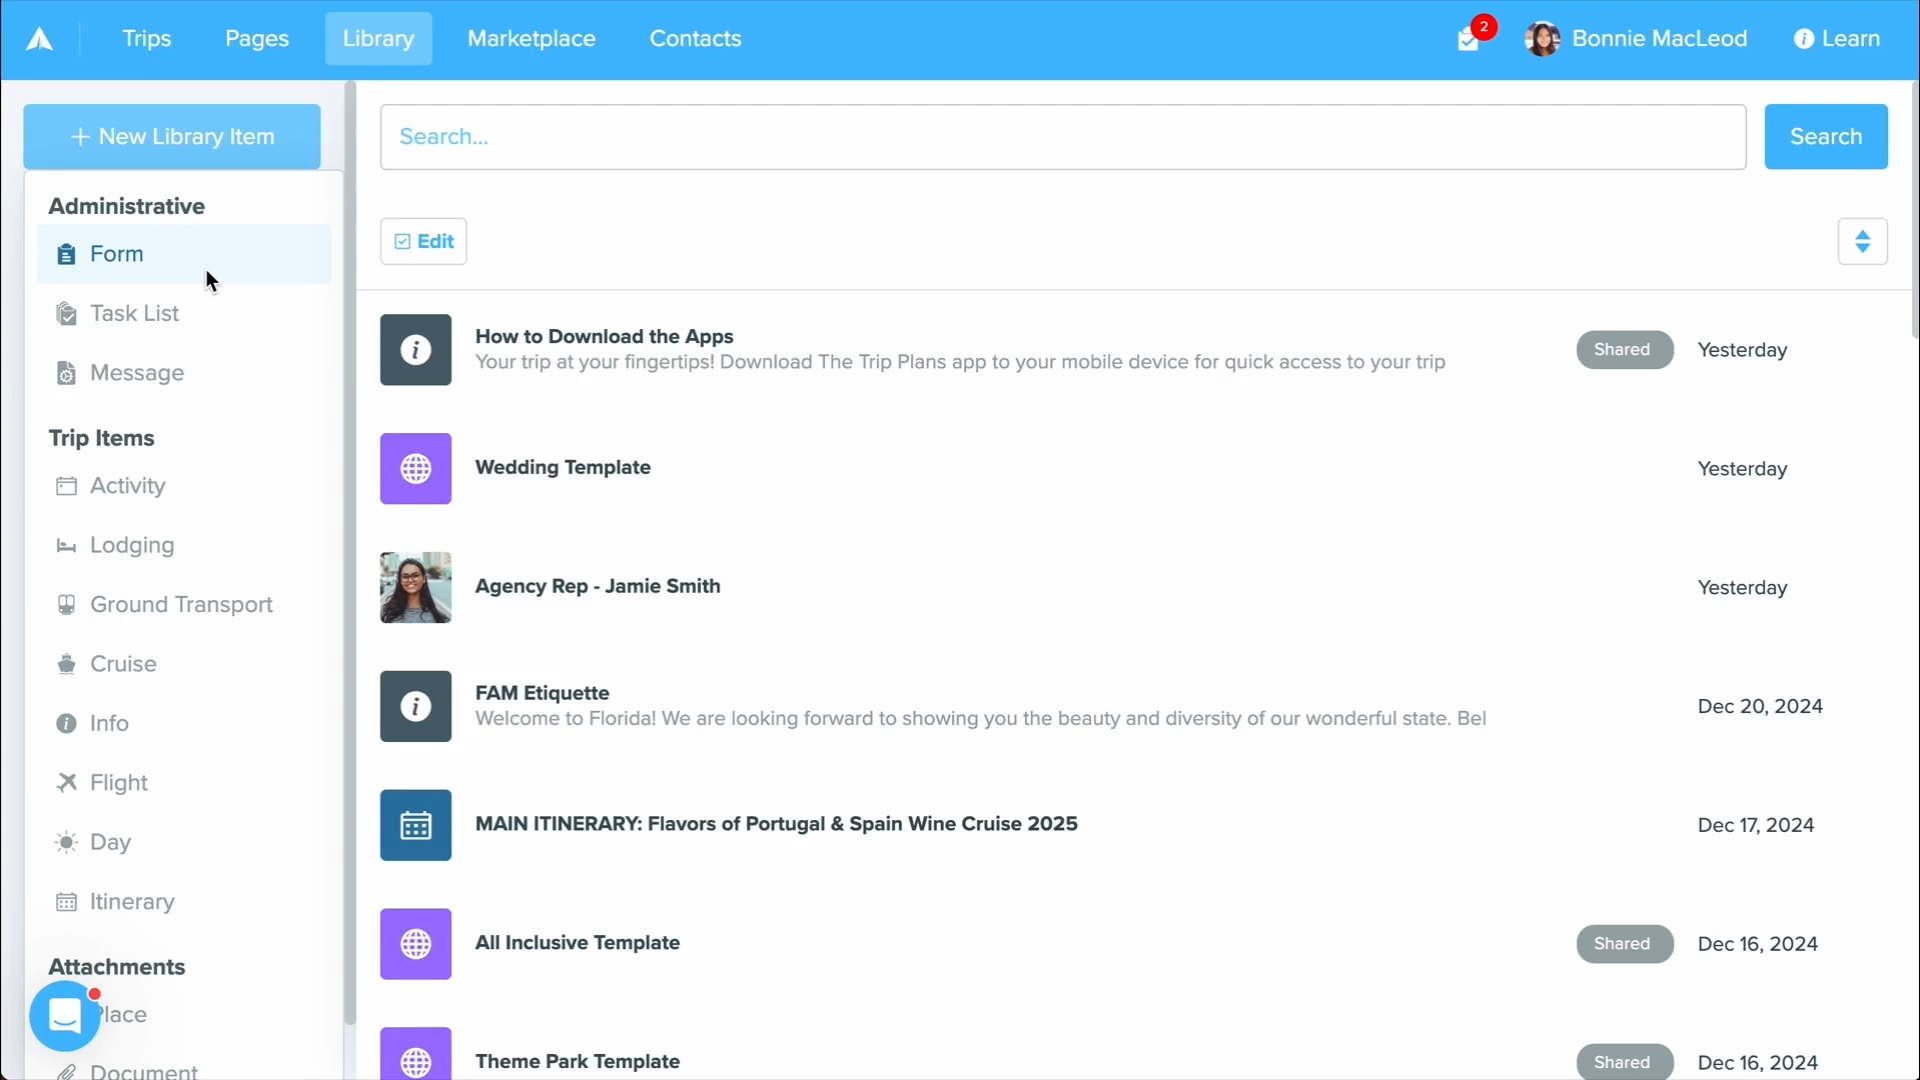 Trips
Pages
Library
Marketplace
Contacts
2
Bonnie MacLeod
Learn
+ New Library Item
Search...
Search
Administrative
Form
Task List
Message
Trip Items
Activity
Lodging
Ground Transport
Cruise
Info
Flight
Day
Itinerary
Attachments
Place
Document
Edit
How to Download the Apps
Your trip at your fingertips! Download The Trip Plans app to your mobile device for quick access to your trip
Shared
Yesterday
Wedding Template
Yesterday
Agency Rep - Jamie Smith
Yesterday
FAM Etiquette
Welcome to Florida! We are looking forward to showing you the beauty and diversity of our wonderful state. Bel
Dec 20, 2024
MAIN ITINERARY: Flavors of Portugal & Spain Wine Cruise 2025
Dec 17, 2024
All Inclusive Template
Shared
Dec 16, 2024
Theme Park Template
Shared
Dec 16, 2024